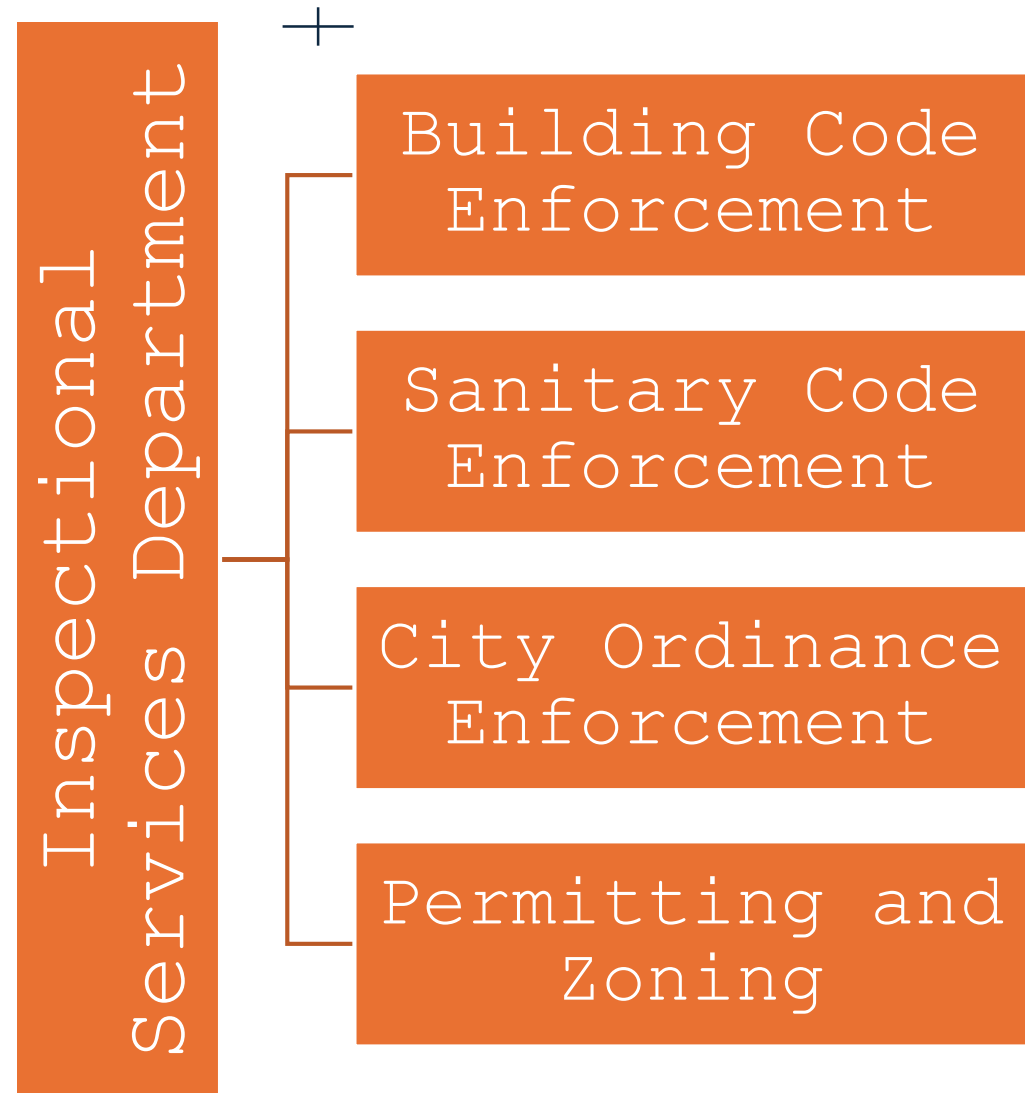 Inspectional
Services Department
Building Code
Enforcement
Sanitary Code
Enforcement
City Ordinance
Enforcement
Permitting and
Zoning